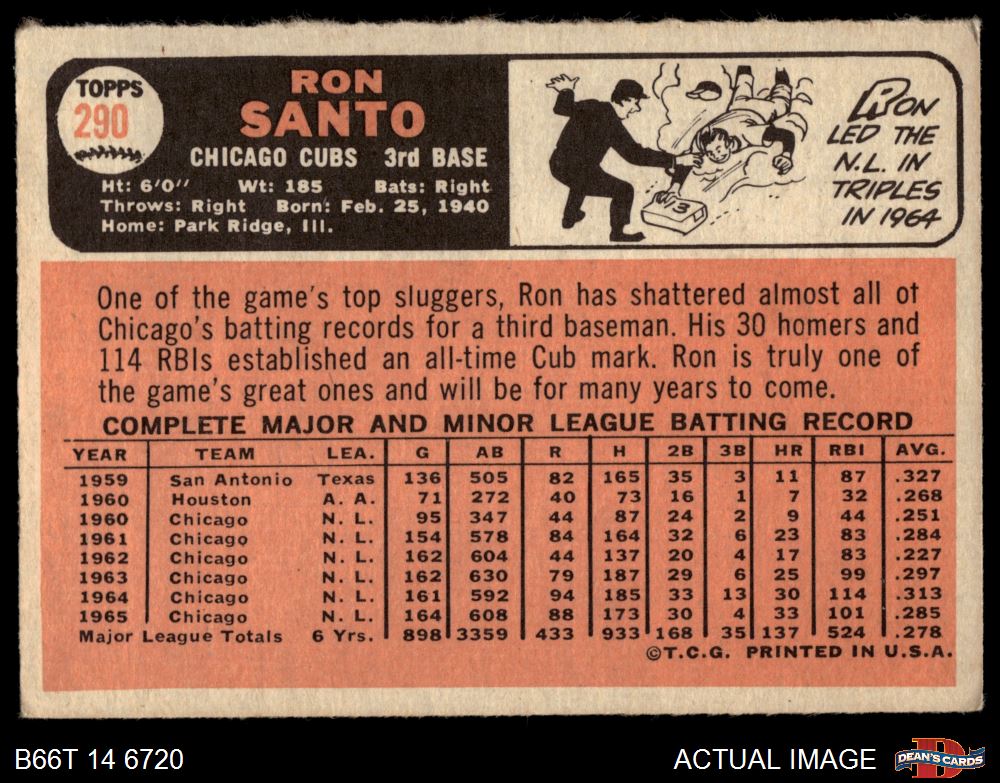 TOPPS
290
RON
SANTO
CHICAGO CUBS 3rd BASE
Ht: 6'0" Wt: 185 Bats: Right
Throws: Right Born: Feb. 25, 1940
Home: Park Ridge, Ill.
3
RON
LED THE
N.L. IN
TRIPLES
IN 1964
One of the game's top sluggers, Ron has shattered almost all of
Chicago's batting records for a third baseman. His 30 homers and
114 RBIs established an all-time Cub mark. Ron is truly one of
the game's great ones and will be for many years to come.
COMPLETE MAJOR AND MINOR LEAGUE BATTING RECORD
YEAR TEAM LEA. G AB R H 2B 3B HR RBI AVG.
1959 San Antonio Texas 136 505 82 165 35 3 11 87 .327
1960 Houston A. A. 71 272 40 73 16 1 7 32 .268
1960 Chicago N. L. 95 347 44 87 24 2 9 44 .251
1961 Chicago N. L. 154 578 84 164 32 6 23 83 .284
1962 Chicago N. L. 162 604 44 137 20 4 17 83 .227
1963 Chicago N. L. 162 630 79 187 29 6 25 99 .297
1964 Chicago N. L. 161 592 94 185 33 13 30 114 .313
1965 Chicago N. L. 164 608 88 173 30 4 33 101 .285
Major League Totals 6 Yrs. 898 3359 433 933 168 35 137 524 .278
©T.C.G. PRINTED IN U.S.A.
B66T 14 6720
ACTUAL IMAGE
D
DEAN'S CARDS